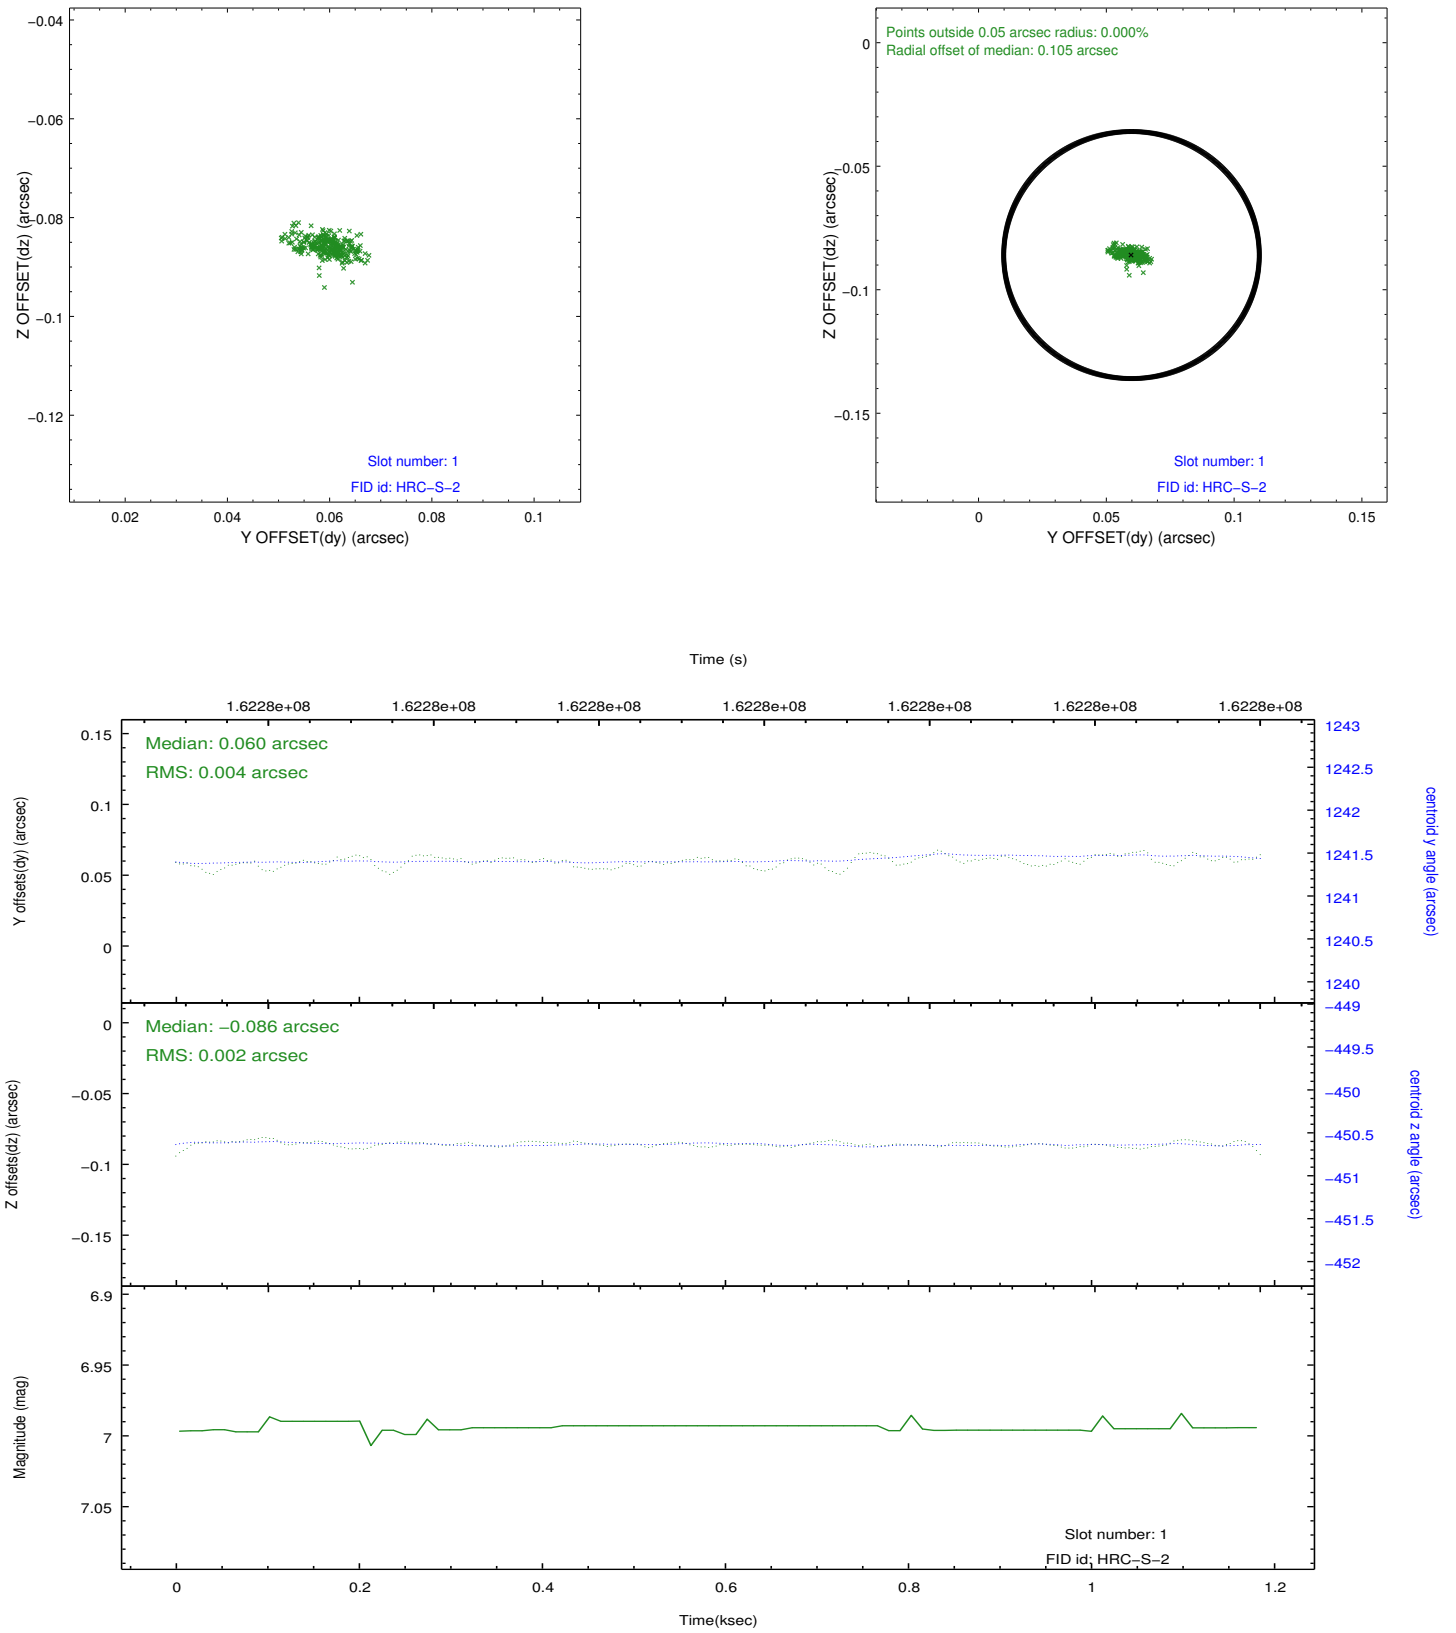 −0.04
−0.06
−0.08
−0.1
−0.12
Z OFFSET(dz) (arcsec)
Slot number: 1
FID id: HRC−S−2
0.02 0.04 0.06 0.08 0.1
Y OFFSET(dy) (arcsec)
Points outside 0.05 arcsec radius: 0.000%
Radial offset of median: 0.105 arcsec
0
−0.05
−0.1
−0.15
Z OFFSET(dz) (arcsec)
Slot number: 1
FID id: HRC−S−2
0 0.05 0.1 0.15
Y OFFSET(dy) (arcsec)
Time (s)
1.6228e+08 1.6228e+08 1.6228e+08 1.6228e+08 1.6228e+08 1.6228e+08 1.6228e+08
Median: 0.060 arcsec
RMS: 0.004 arcsec
0.15
0.1
0.05
0
Y offsets(dy) (arcsec)
1243
1242.5
1242
1241.5
1241
1240.5
1240
centroid y angle (arcsec)
Median: −0.086 arcsec
RMS: 0.002 arcsec
0
−0.05
−0.1
−0.15
Z offsets(dz) (arcsec)
−449
−449.5
−450
−450.5
−451
−451.5
−452
centroid z angle (arcsec)
6.9
6.95
7
7.05
Magnitude (mag)
Slot number: 1
FID id: HRC−S−2
0 0.2 0.4 0.6 0.8 1 1.2
Time(ksec)